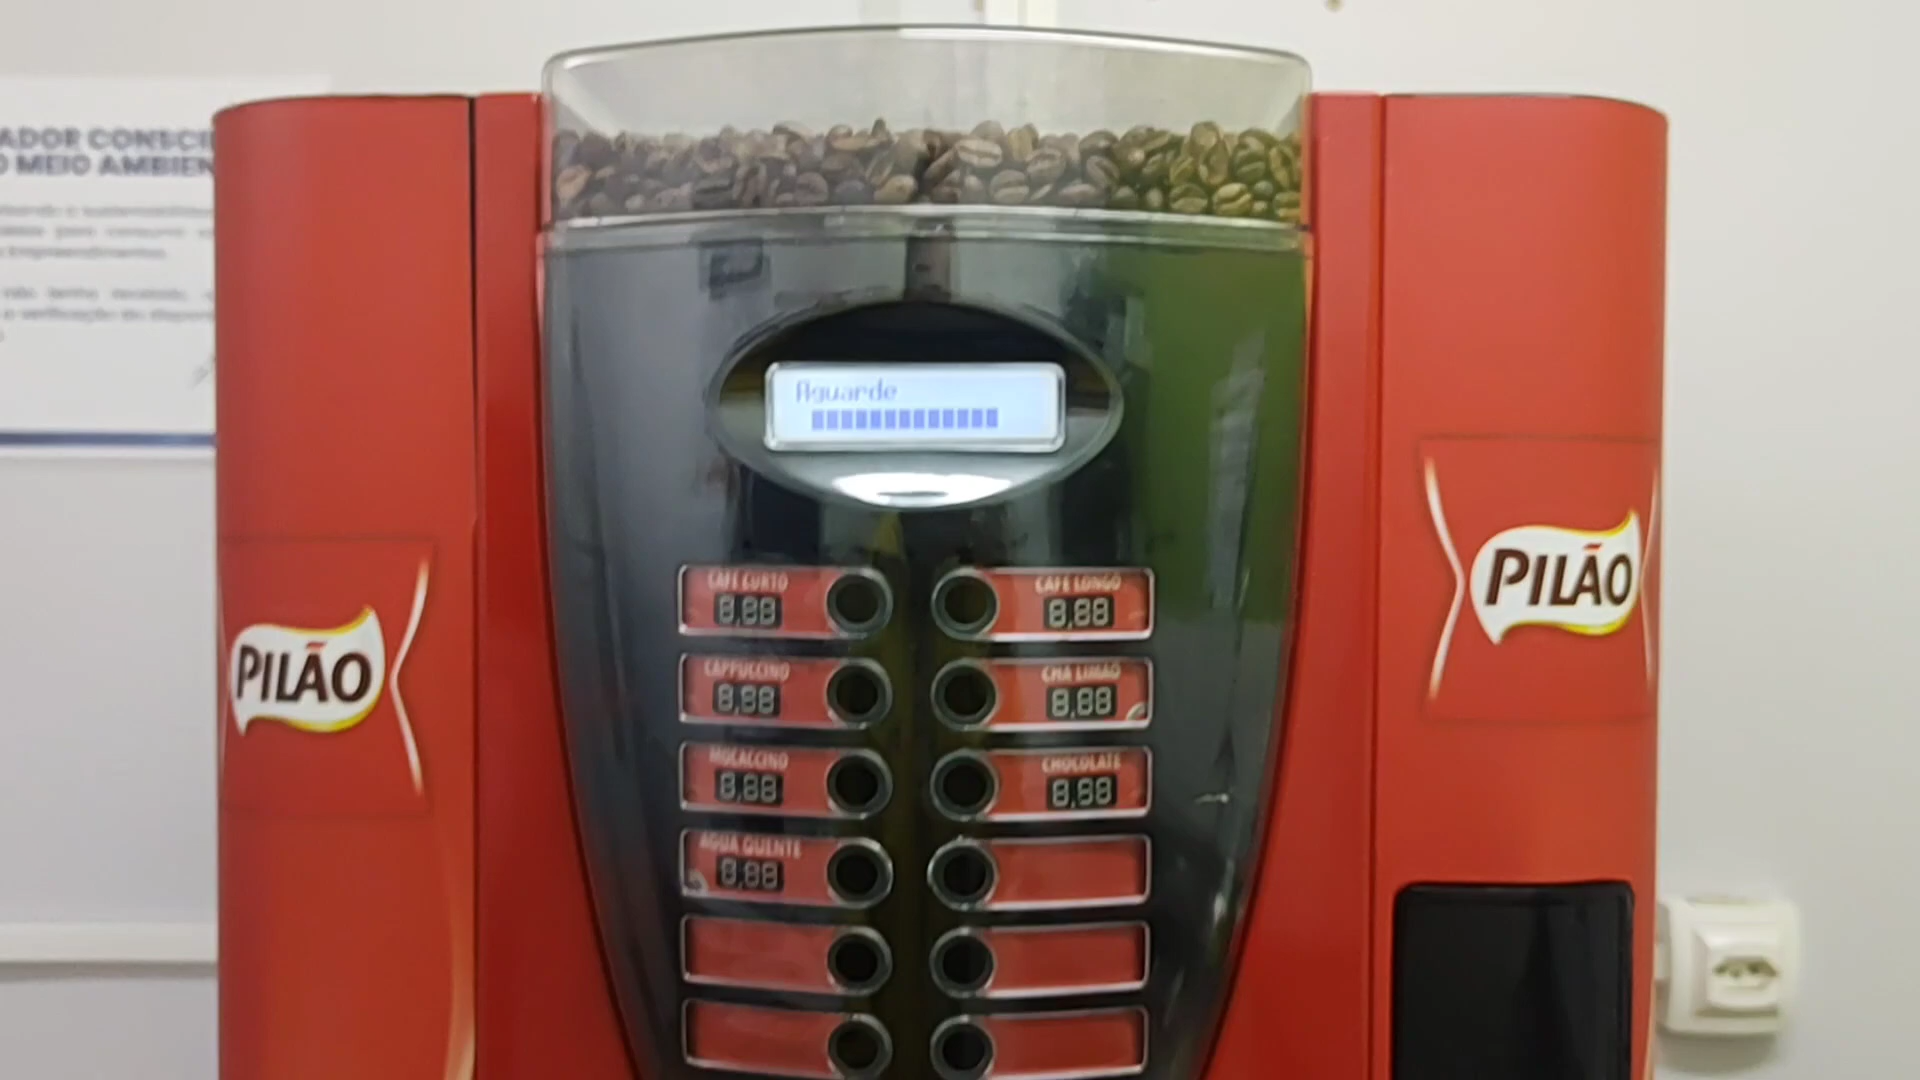 ADOR CONSCIE
O MEIO AMBIEN
Aguarde
CAFÉ CURTO
8.88
CAFÉ LONGO
8.88
CAPPUCCINO
8.88
CHÁ LIMÃO
8.88
MOCACCINO
8.88
CHOCOLATE
8.88
ÁGUA QUENTE
8.88
PILÃO
PILÃO